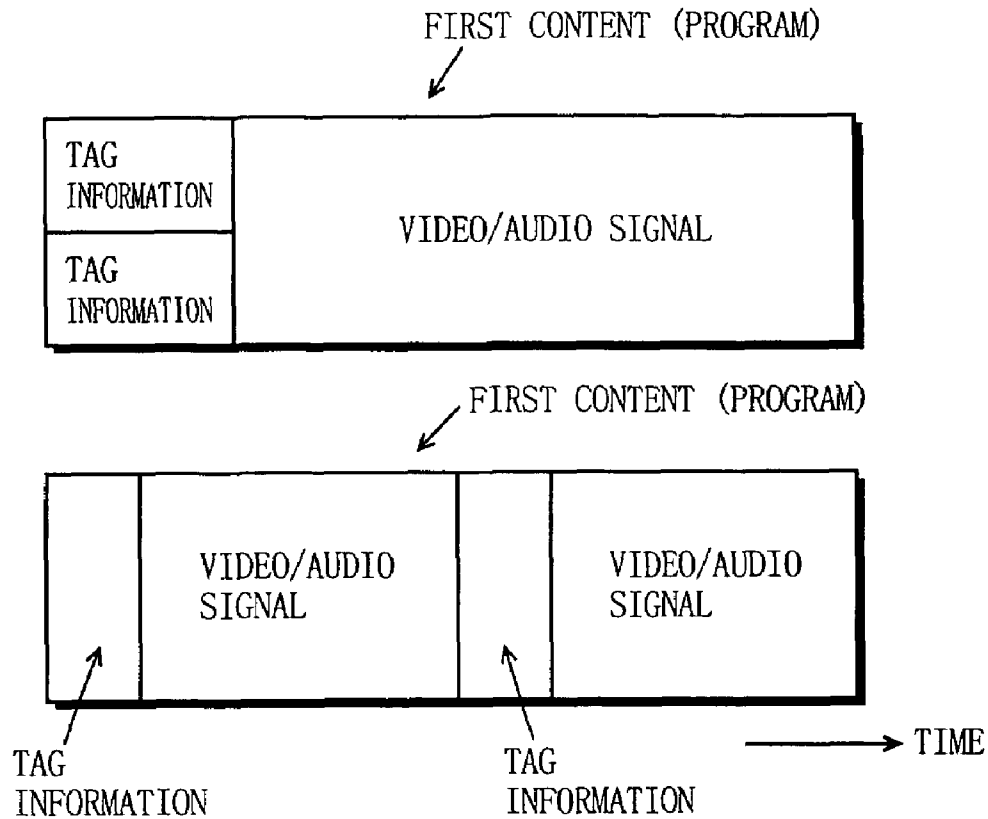 FIRST CONTENT (PROGRAM)
TAG
INFORMATION
VIDEO/AUDIO SIGNAL
TAG
INFORMATION
FIRST CONTENT (PROGRAM)
VIDEO/AUDIO
SIGNAL
VIDEO/AUDIO
SIGNAL
TIME
TAG
INFORMATION
TAG
INFORMATION